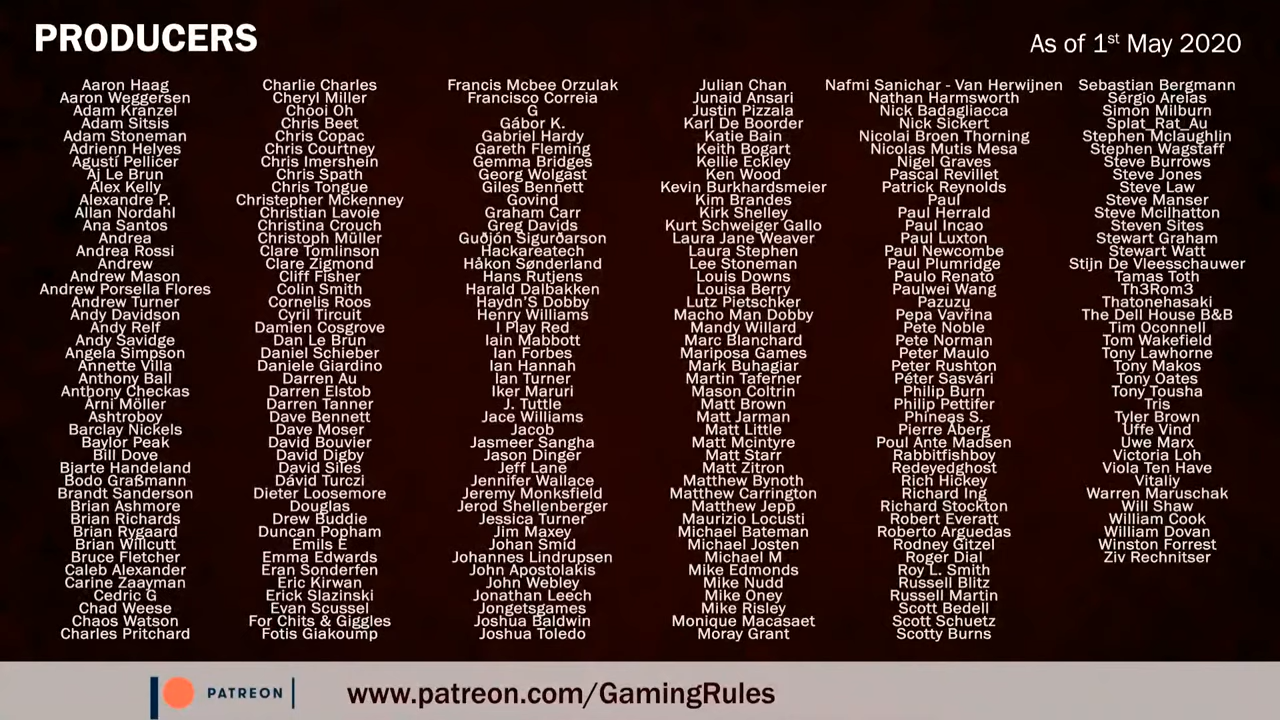 PRODUCERS
As of 1st May 2020
Aaron Haag
Aaron Weggersen
Adam Kranzel
Adam Sitsis
Adam Stoneman
Adrienn Helyes
Agustí Pellicer
Aj Le Brun
Alex Kelly
Alexandre P.
Allan Nordahl
Ana Santos
Andrea
Andrea Rossi
Andrew
Andrew Mason
Andrew Porsella Flores
Andrew Turner
Andy Davidson
Andy Relf
Andy Savidge
Angela Simpson
Annette Villa
Anthony Ball
Anthony Checkas
Arni Möller
Ashtroboy
Barclay Nickels
Baylor Peak
Bill Dove
Bjarte Handeland
Bodo Graßmann
Brandt Sanderson
Brian Ashmore
Brian Richards
Brian Rygaard
Brian Willcutt
Bruce Fletcher
Caleb Alexander
Carine Zaayman
Cedric G
Chad Weese
Chaos Watson
Charles Pritchard
Charlie Charles
Cheryl Miller
Chool Oh
Chris Beet
Chris Copac
Chris Courtney
Chris Imershein
Chris Spath
Chris Tongue
Christopher Mckenney
Christian Lavoie
Christina Crouch
Christoph Müller
Clare Tomlinson
Clare Zigmond
Cliff Fisher
Colin Smith
Cornelis Roos
Cyril Tircuit
Damien Cosgrove
Dan Le Brun
Daniel Schieber
Daniele Giardino
Darren Au
Darren Elstob
Darren Tanner
Dave Bennett
Dave Moser
David Bouvier
David Digby
David Siles
Dávid Turczi
Dieter Loosemore
Douglas
Drew Buddie
Duncan Popham
Emils E
Emma Edwards
Eran Sonderfen
Eric Kirwan
Erick Slazinski
Evan Scussel
For Chits & Giggles
Fotis Giakoump
Francis Mcbee Orzulak
Francisco Correia
G
Gábor K.
Gabriel Hardy
Gareth Fleming
Gemma Bridges
Georg Wolgast
Giles Bennett
Govind
Graham Carr
Greg Davids
Guðjón Sigurðarson
Hackareatech
Håkon Sønderland
Hans Rutjens
Harald Dalbakken
Haydn'S Dobby
Henry Williams
I Play Red
Iain Mabbott
Ian Forbes
Ian Hannah
Ian Turner
Iker Maruri
J. Tuttle
Jace Williams
Jacob
Jasmeer Sangha
Jason Dinger
Jeff Lane
Jennifer Wallace
Jeremy Monksfield
Jerod Shellenberger
Jessica Turner
Jim Maxey
Johan Smid
Johannes Lindrupsen
John Apostolakis
John Webley
Jonathan Leech
Jongetsgames
Joshua Baldwin
Joshua Toledo
Julian Chan
Junaid Ansari
Justin Pizzala
Karl De Boorder
Katie Bain
Keith Bogart
Kellie Eckley
Ken Wood
Kevin Burkhardsmeier
Kim Brandes
Kirk Shelley
Kurt Schweiger Gallo
Laura Jane Weaver
Laura Stephen
Lee Stoneman
Louis Downs
Louisa Berry
Lutz Pietschker
Macho Man Dobby
Mandy Willard
Marc Blanchard
Mariposa Games
Mark Buhagiar
Martin Taferner
Mason Coltrin
Matt Brown
Matt Jarman
Matt Little
Matt Mcintyre
Matt Starr
Matt Zitron
Matthew Bynoth
Matthew Carrington
Matthew Jepp
Maurizio Locusti
Michael Bateman
Michael Josten
Michael M
Mike Edmonds
Mike Nudd
Mike Oney
Mike Risley
Monique Macasaet
Moray Grant
Nafmi Sanichar - Van Herwijnen
Nathan Harmsworth
Nick Badagliacca
Nick Sickert
Nicolai Broen Thorning
Nicolas Mutis Mesa
Nigel Graves
Pascal Revillet
Patrick Reynolds
Paul
Paul Herrald
Paul Incao
Paul Luxton
Paul Newcombe
Paul Plumridge
Paulo Renato
Paulwei Wang
Pazuzu
Pepa Vavřina
Pete Noble
Pete Norman
Peter Maulo
Peter Rushton
Péter Sasvári
Philip Burn
Philip Pettifer
Phineas S.
Pierre Aberg
Poul Ante Madsen
Rabbitfishboy
Redeyedghost
Rich Hickey
Richard Ing
Richard Stockton
Robert Everatt
Roberto Arguedas
Rodney Gitzel
Roger Dial
Roy L. Smith
Russell Blitz
Russell Martin
Scott Bedell
Scott Schuetz
Scotty Burns
Sebastian Bergmann
Sérgio Areias
Simon Milburn
Splat_Rat_Au
Stephen Mclaughlin
Stephen Wagstaff
Steve Burrows
Steve Jones
Steve Law
Steve Manser
Steve Mcilhatton
Steven Sites
Stewart Graham
Stewart Watt
Stijn De Vleesschauwer
Tamas Toth
Th3Rom3
Thatonehasaki
The Dell House B&B
Tim Oconnell
Tom Wakefield
Tony Lawhorne
Tony Makos
Tony Oates
Tony Tousha
Tris
Tyler Brown
Uffe Vind
Uwe Marx
Victoria Loh
Viola Ten Have
Vitaliy
Warren Maruschak
Will Shaw
William Cook
William Dovan
Winston Forrest
Ziv Rechnitser
PATREON
www.patreon.com/GamingRules